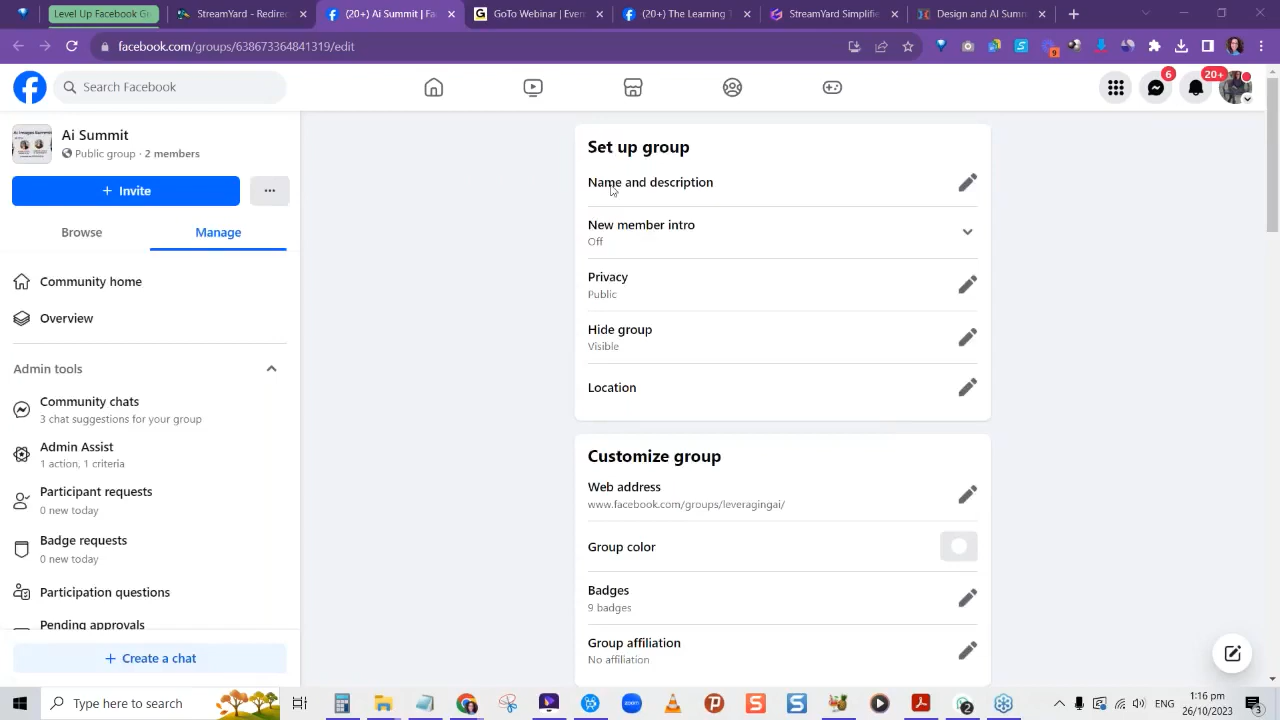 Level Up Facebook G
StreamYard - Redire
(20+) Ai Summit | Fa
GoTo Webinar | Even
(20+) The Learning T
StreamYard Simplifie
Design and AI Summ
facebook.com/groups/638673364841319/edit
Search Facebook
6
20+
Ai Summit
Public group · 2 members
+ Invite
Browse
Manage
Community home
Overview
Admin tools
Community chats
3 chat suggestions for your group
Admin Assist
1 action, 1 criteria
Participant requests
0 new today
Badge requests
0 new today
Participation questions
Pending approvals
+ Create a chat
Set up group
Name and description
New member intro
Off
Privacy
Public
Hide group
Visible
Location
Customize group
Web address
www.facebook.com/groups/leveragingai/
Group color
Badges
9 badges
Group affiliation
No affiliation
Type here to search
zoom
2
ENG
1:16 pm
26/10/2023
3